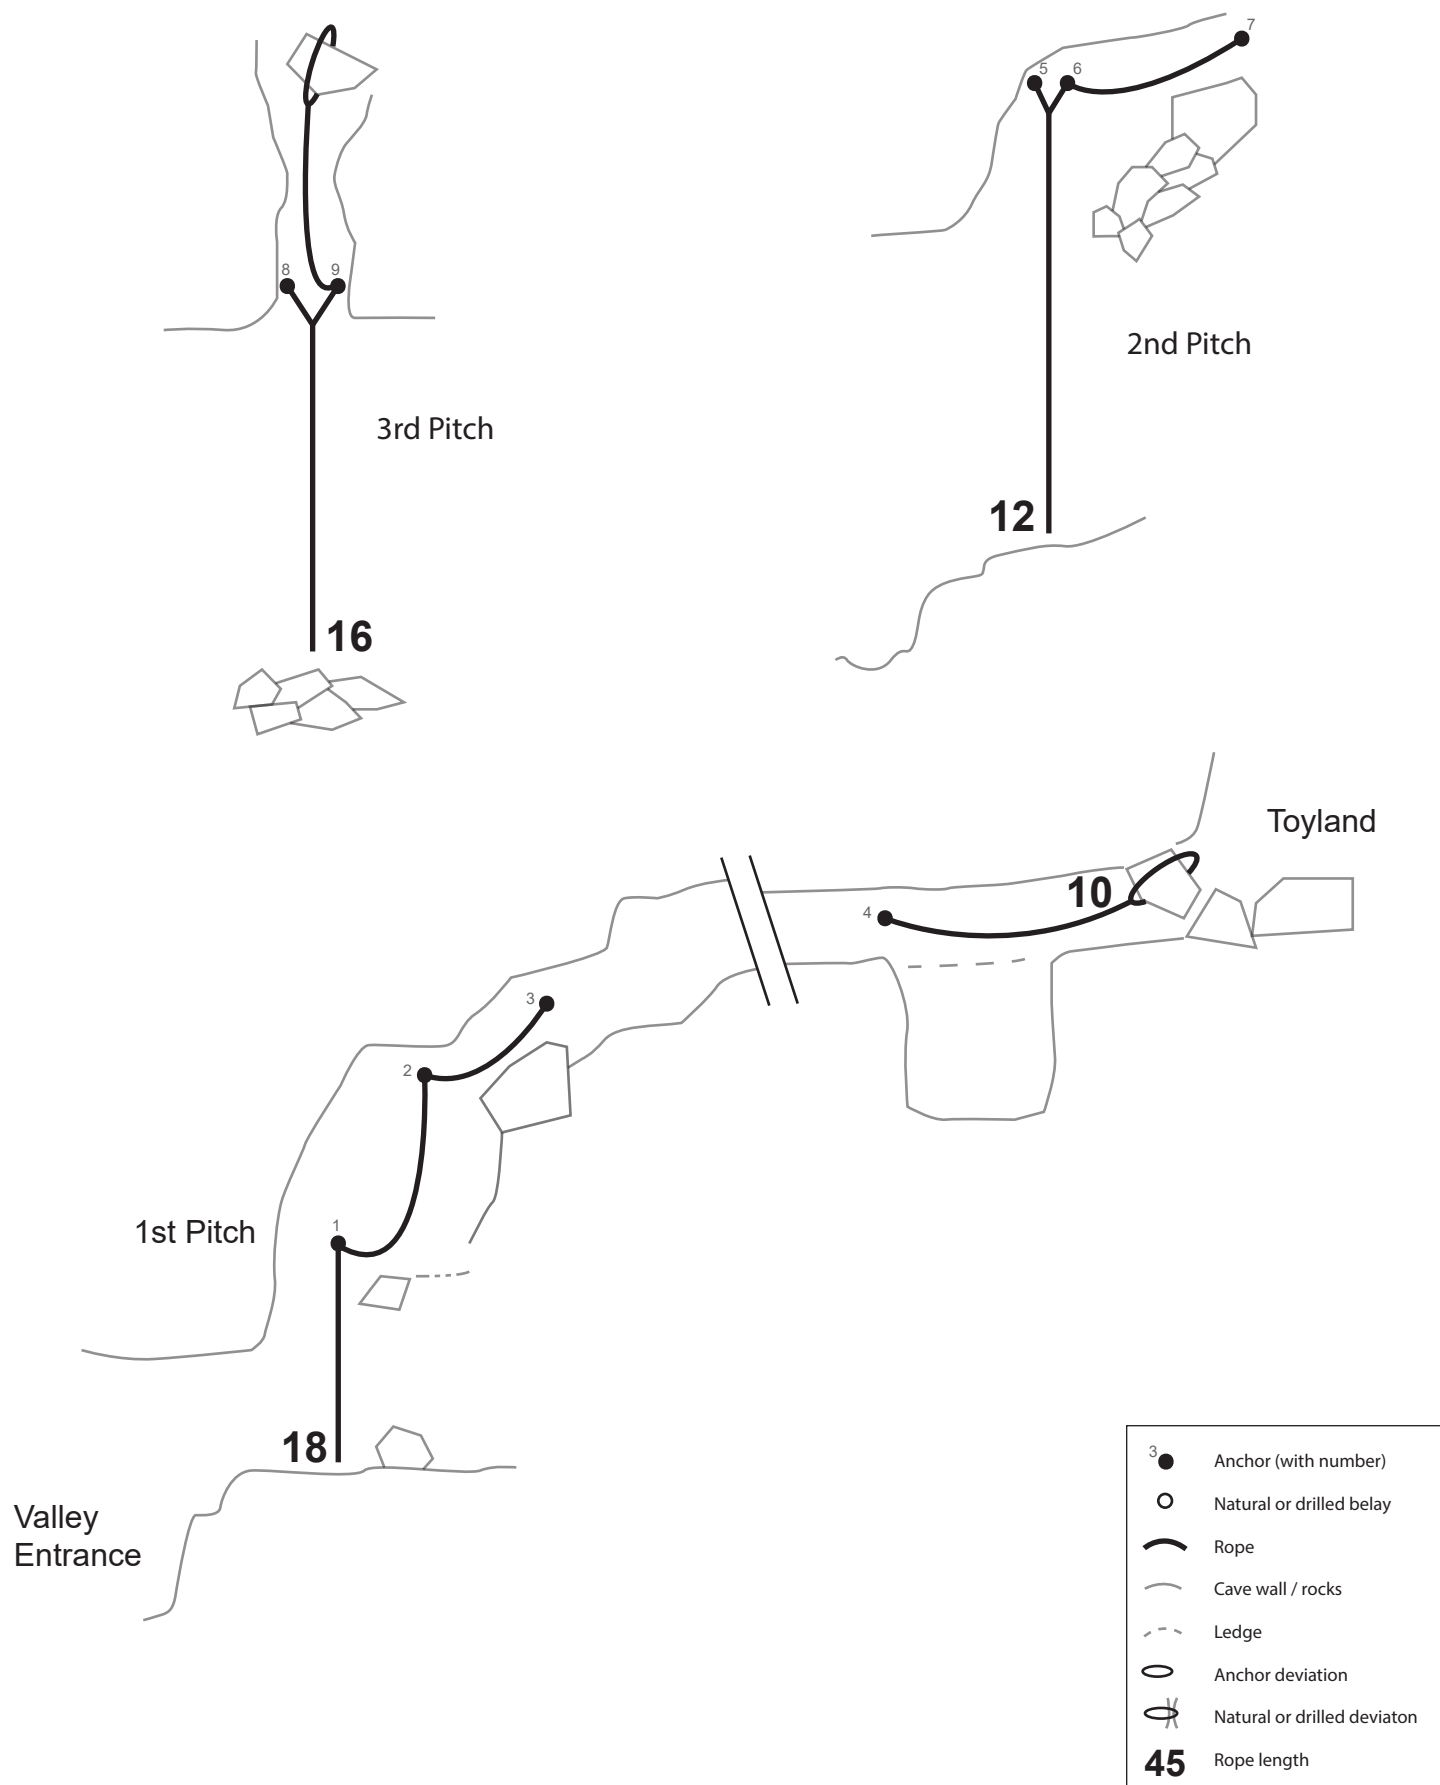 7
5
6
8
9
2nd Pitch
3rd Pitch
12
16
Toyland
10
4
3
2
1st Pitch
1
18
Valley
Entrance
3
Anchor (with number)
Natural or drilled belay
Rope
Cave wall / rocks
Ledge
Anchor deviation
Natural or drilled deviaton
45 Rope length